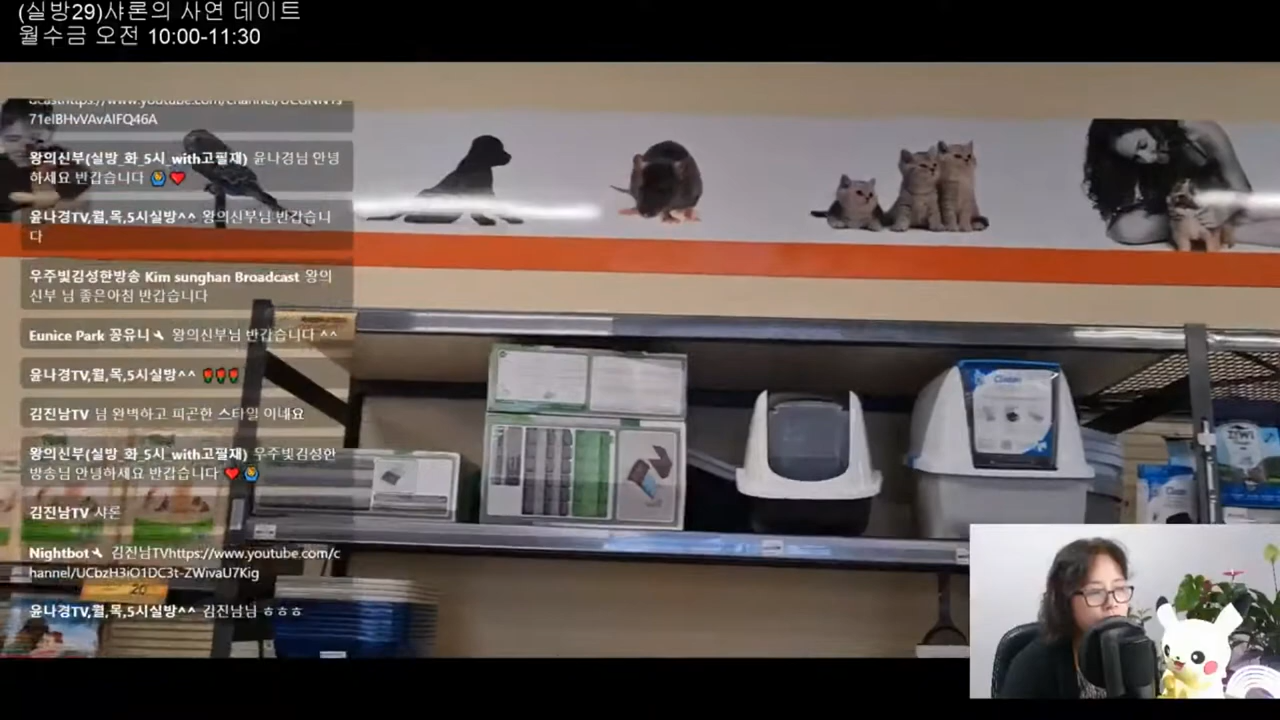 (실방29)샤론의 사연 데이트
월수금 오전 10:00-11:30
71elBHvVAvAlFQ46A
왕의신부(실방_화_5시_with고필재) 윤나경님 안녕
하세요 반갑습니다 🙆❤️
윤나경TV,월,목,5시실방^^ 왕의신부님 반갑습니
다
우주빛김성한방송 Kim sunghan Broadcast 왕의
신부 님 좋은아침 반갑습니다
Eunice Park 꽁유니🔧 왕의신부님 반갑습니다 ^^
윤나경TV,월,목,5시실방^^ 🌹🌹🌹
김진남TV 님 완벽하고 피곤한 스타일 이네요
왕의신부(실방_화_5시_with고필재) 우주빛김성한
방송님 안녕하세요 반갑습니다 ❤️🙆
김진남TV 샤론
Nightbot🔧 김진남TVhttps://www.youtube.com/c
hannel/UCbzH3iO1DC3t-ZWivaU7Kig
윤나경TV,월,목,5시실방^^ 김진남님 ㅎㅎㅎ
Clean
ZIWI
20